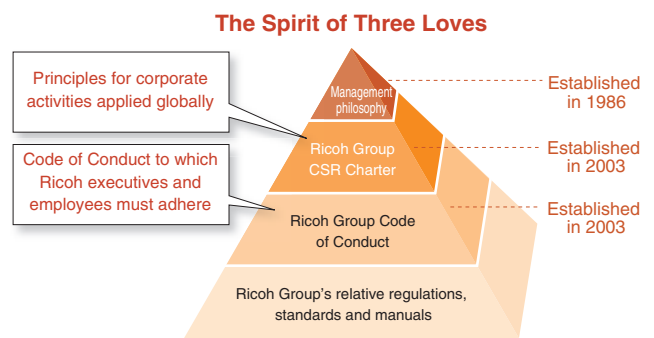 The Spirit of Three Loves
Principles for corporate
activities applied globally
Code of Conduct to which
Ricoh executives and
employees must adhere
Management
philosophy
Ricoh Group
CSR Charter
Ricoh Group Code
of Conduct
Ricoh Group's relative regulations,
standards and manuals
Established
in 1986
Established
in 2003
Established
in 2003